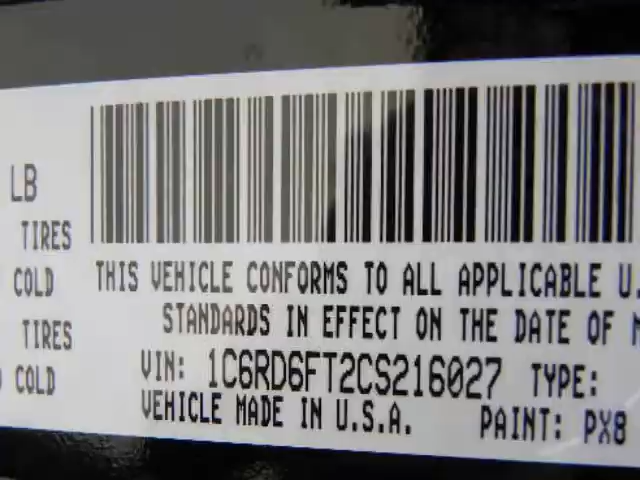 LB
THIS VEHICLE CONFORMS TO ALL APPLICABLE U.
TIRES
COLD
STANDARDS IN EFFECT ON THE DATE OF
TIRES
COLD
VIN: 1C6RD6FT2CS216027 TYPE:
VEHICLE MADE IN U.S.A. PAINT: PX8